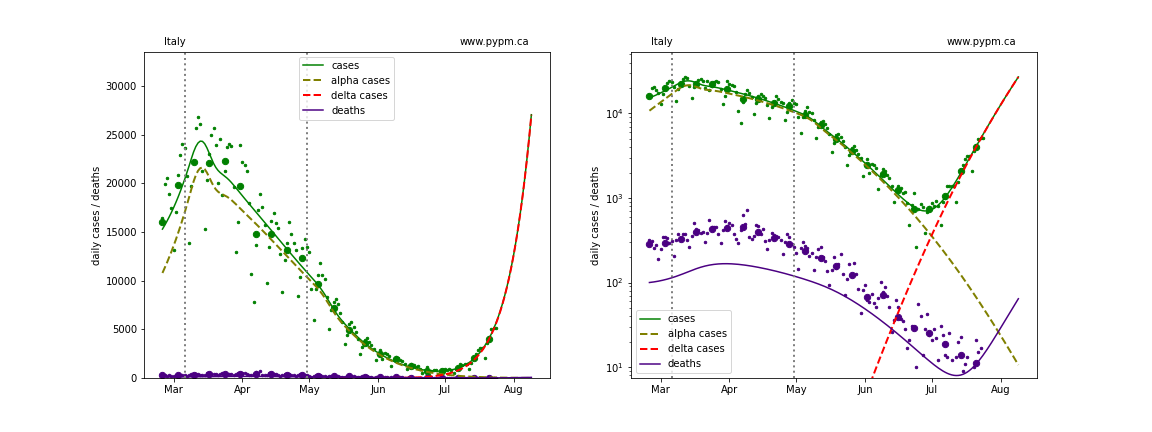 Italy www.pypm.ca
daily cases / deaths
30000
25000
20000
15000
10000
5000
0
cases
alpha cases
delta cases
deaths
Mar Apr May Jun Jul Aug
Italy www.pypm.ca
daily cases / deaths
10⁴
10³
10²
10¹
cases
alpha cases
delta cases
deaths
Mar Apr May Jun Jul Aug